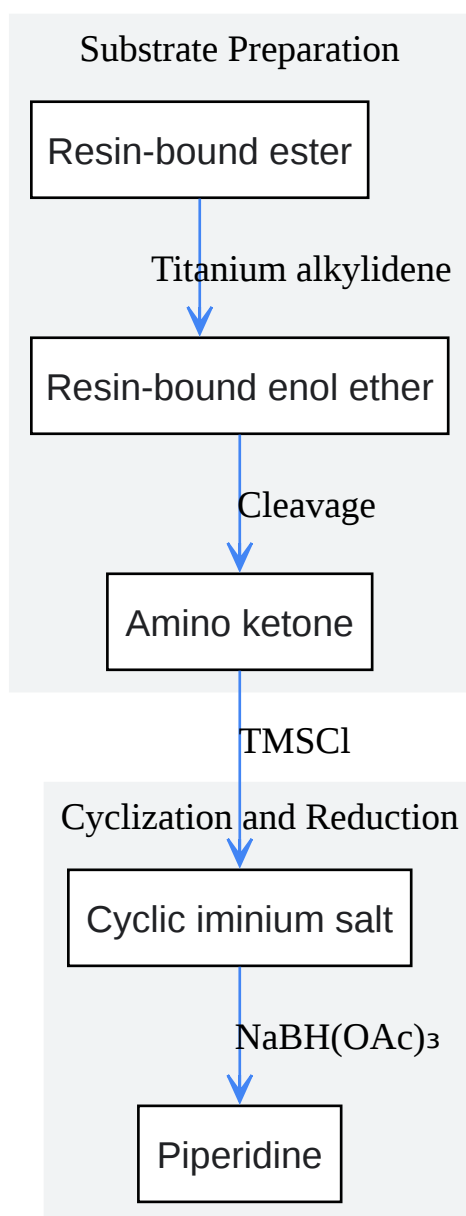 Substrate Preparation
Resin-bound ester
Titanium alkylidene
Resin-bound enol ether
Cleavage
Amino ketone
TMSCl
Cyclization and Reduction
Cyclic iminium salt
NaBH(OAc)₃
Piperidine